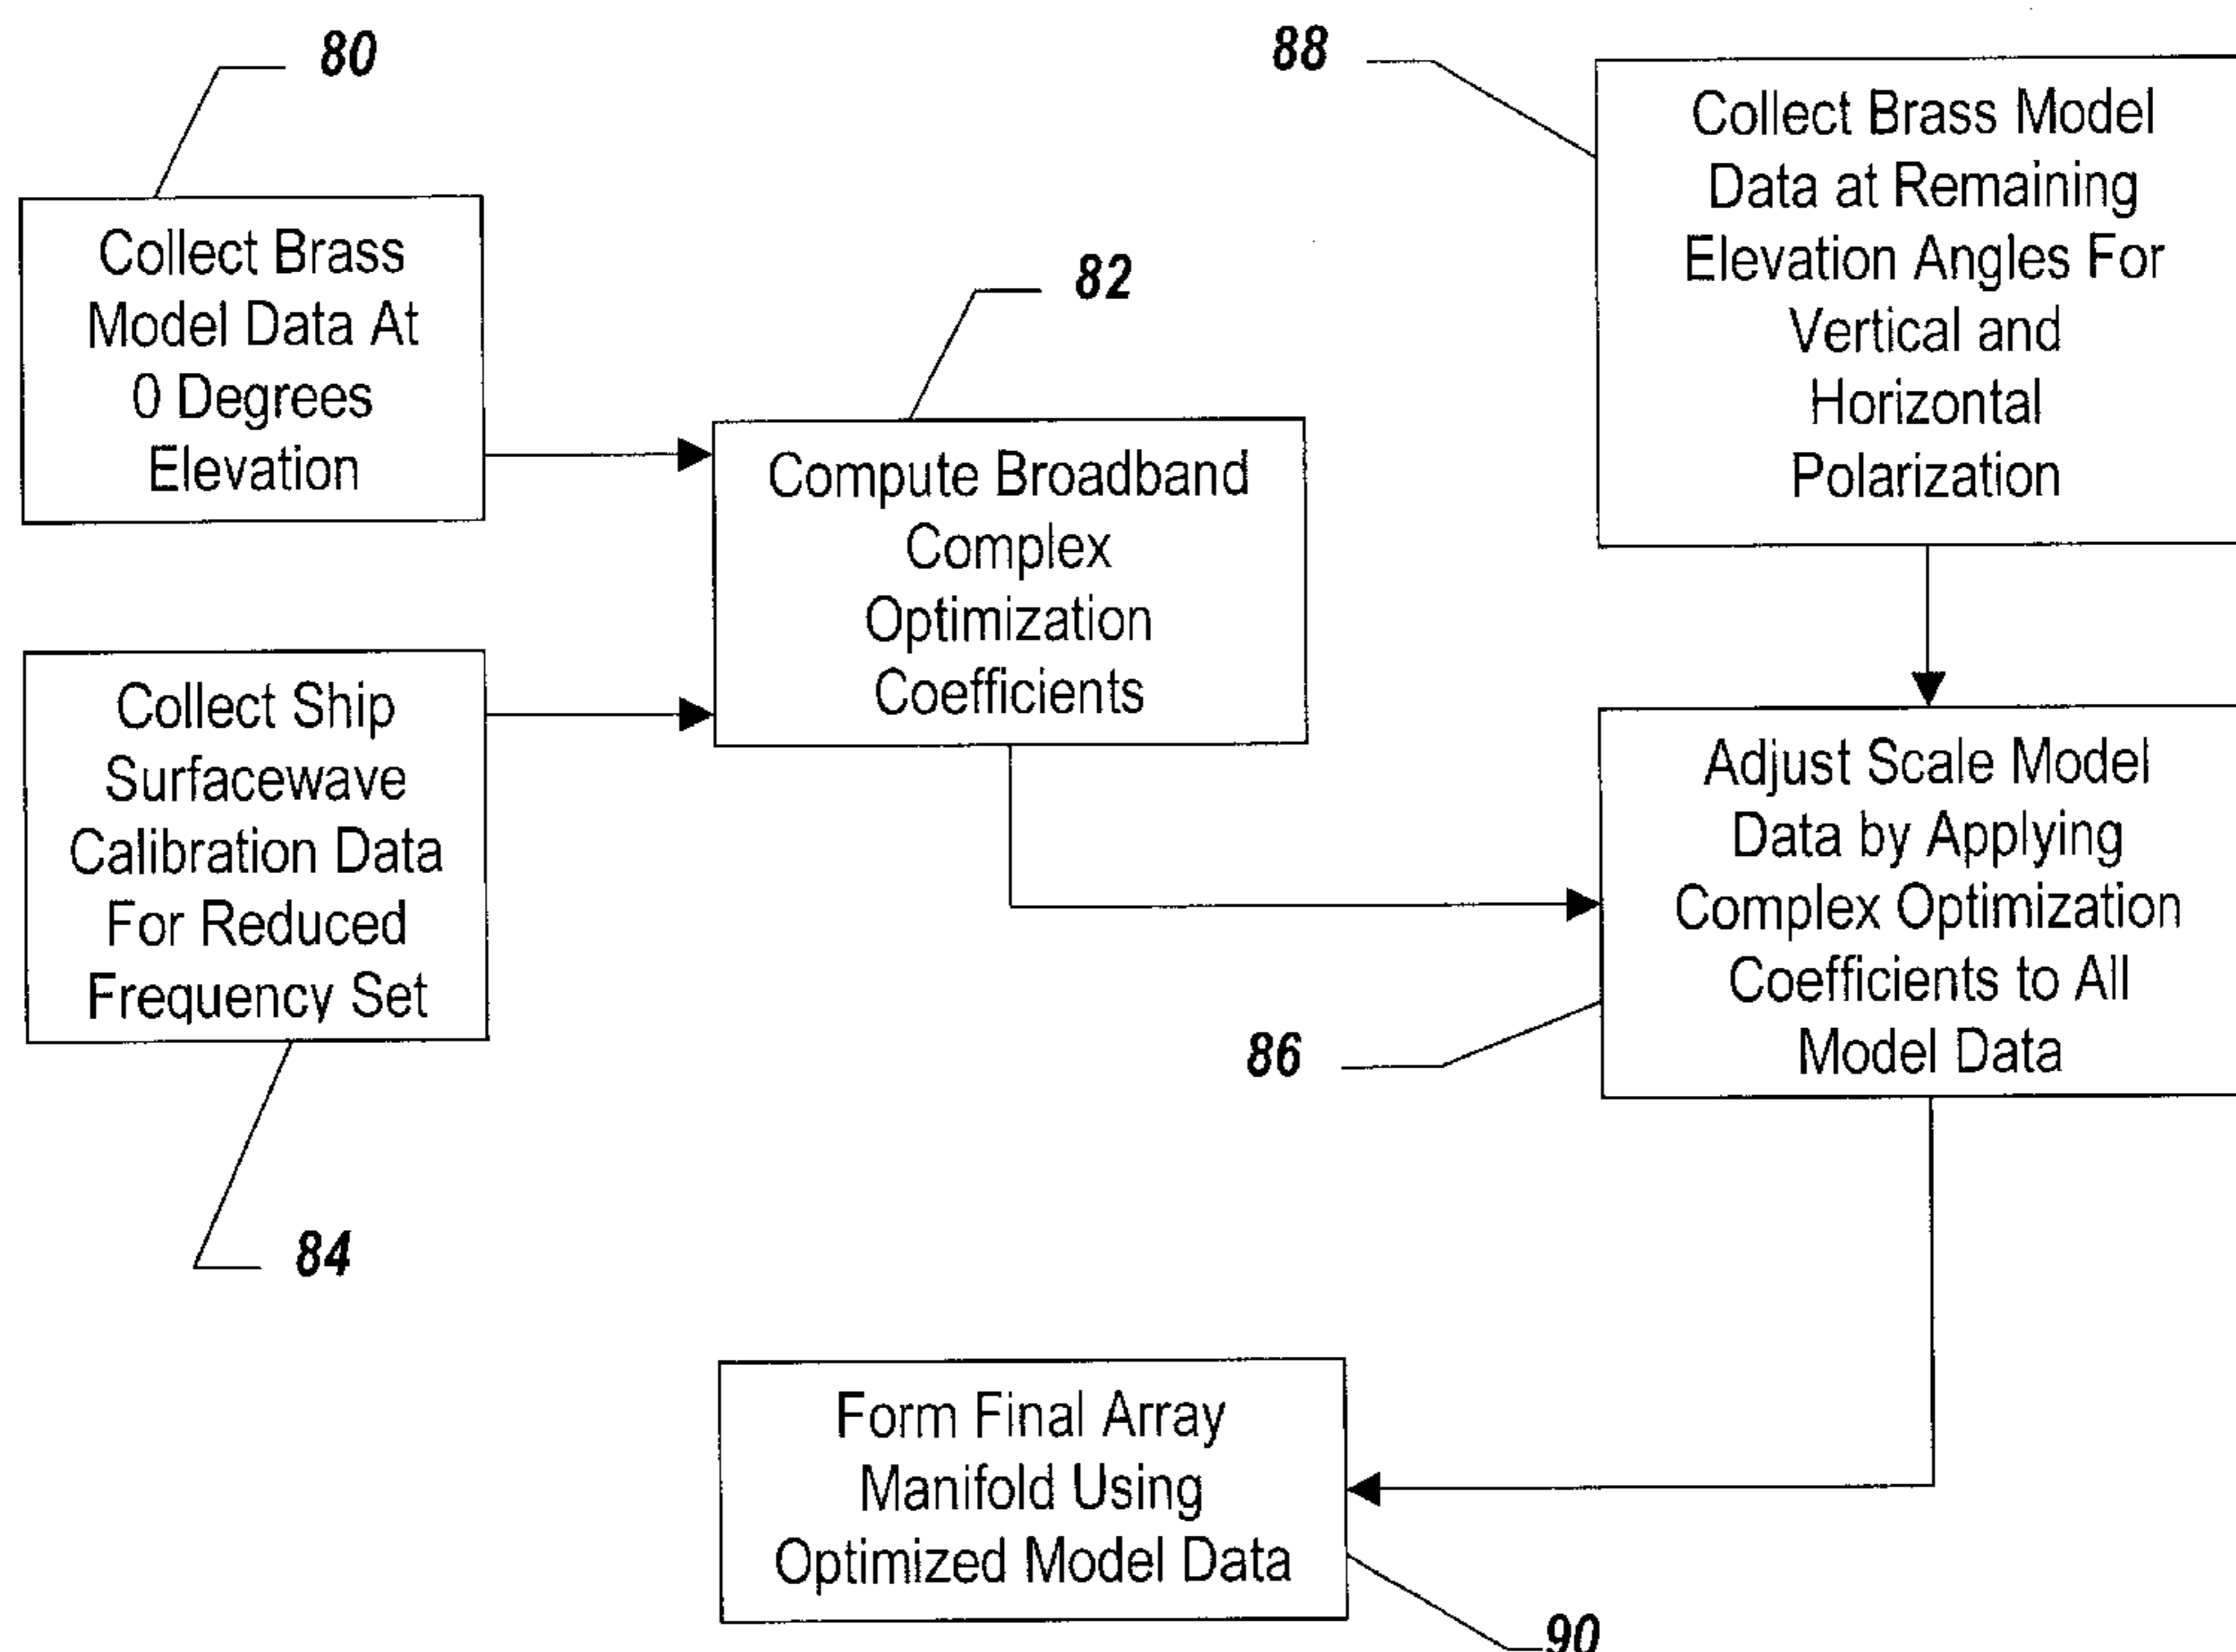 80
Collect Brass
Model Data At
0 Degrees
Elevation
82
Compute Broadband
Complex
Optimization
Coefficients
84
Collect Ship
Surfacewave
Calibration Data
For Reduced
Frequency Set
88
Collect Brass Model
Data at Remaining
Elevation Angles For
Vertical and
Horizontal
Polarization
86
Adjust Scale Model
Data by Applying
Complex Optimization
Coefficients to All
Model Data
Form Final Array
Manifold Using
Optimized Model Data
90